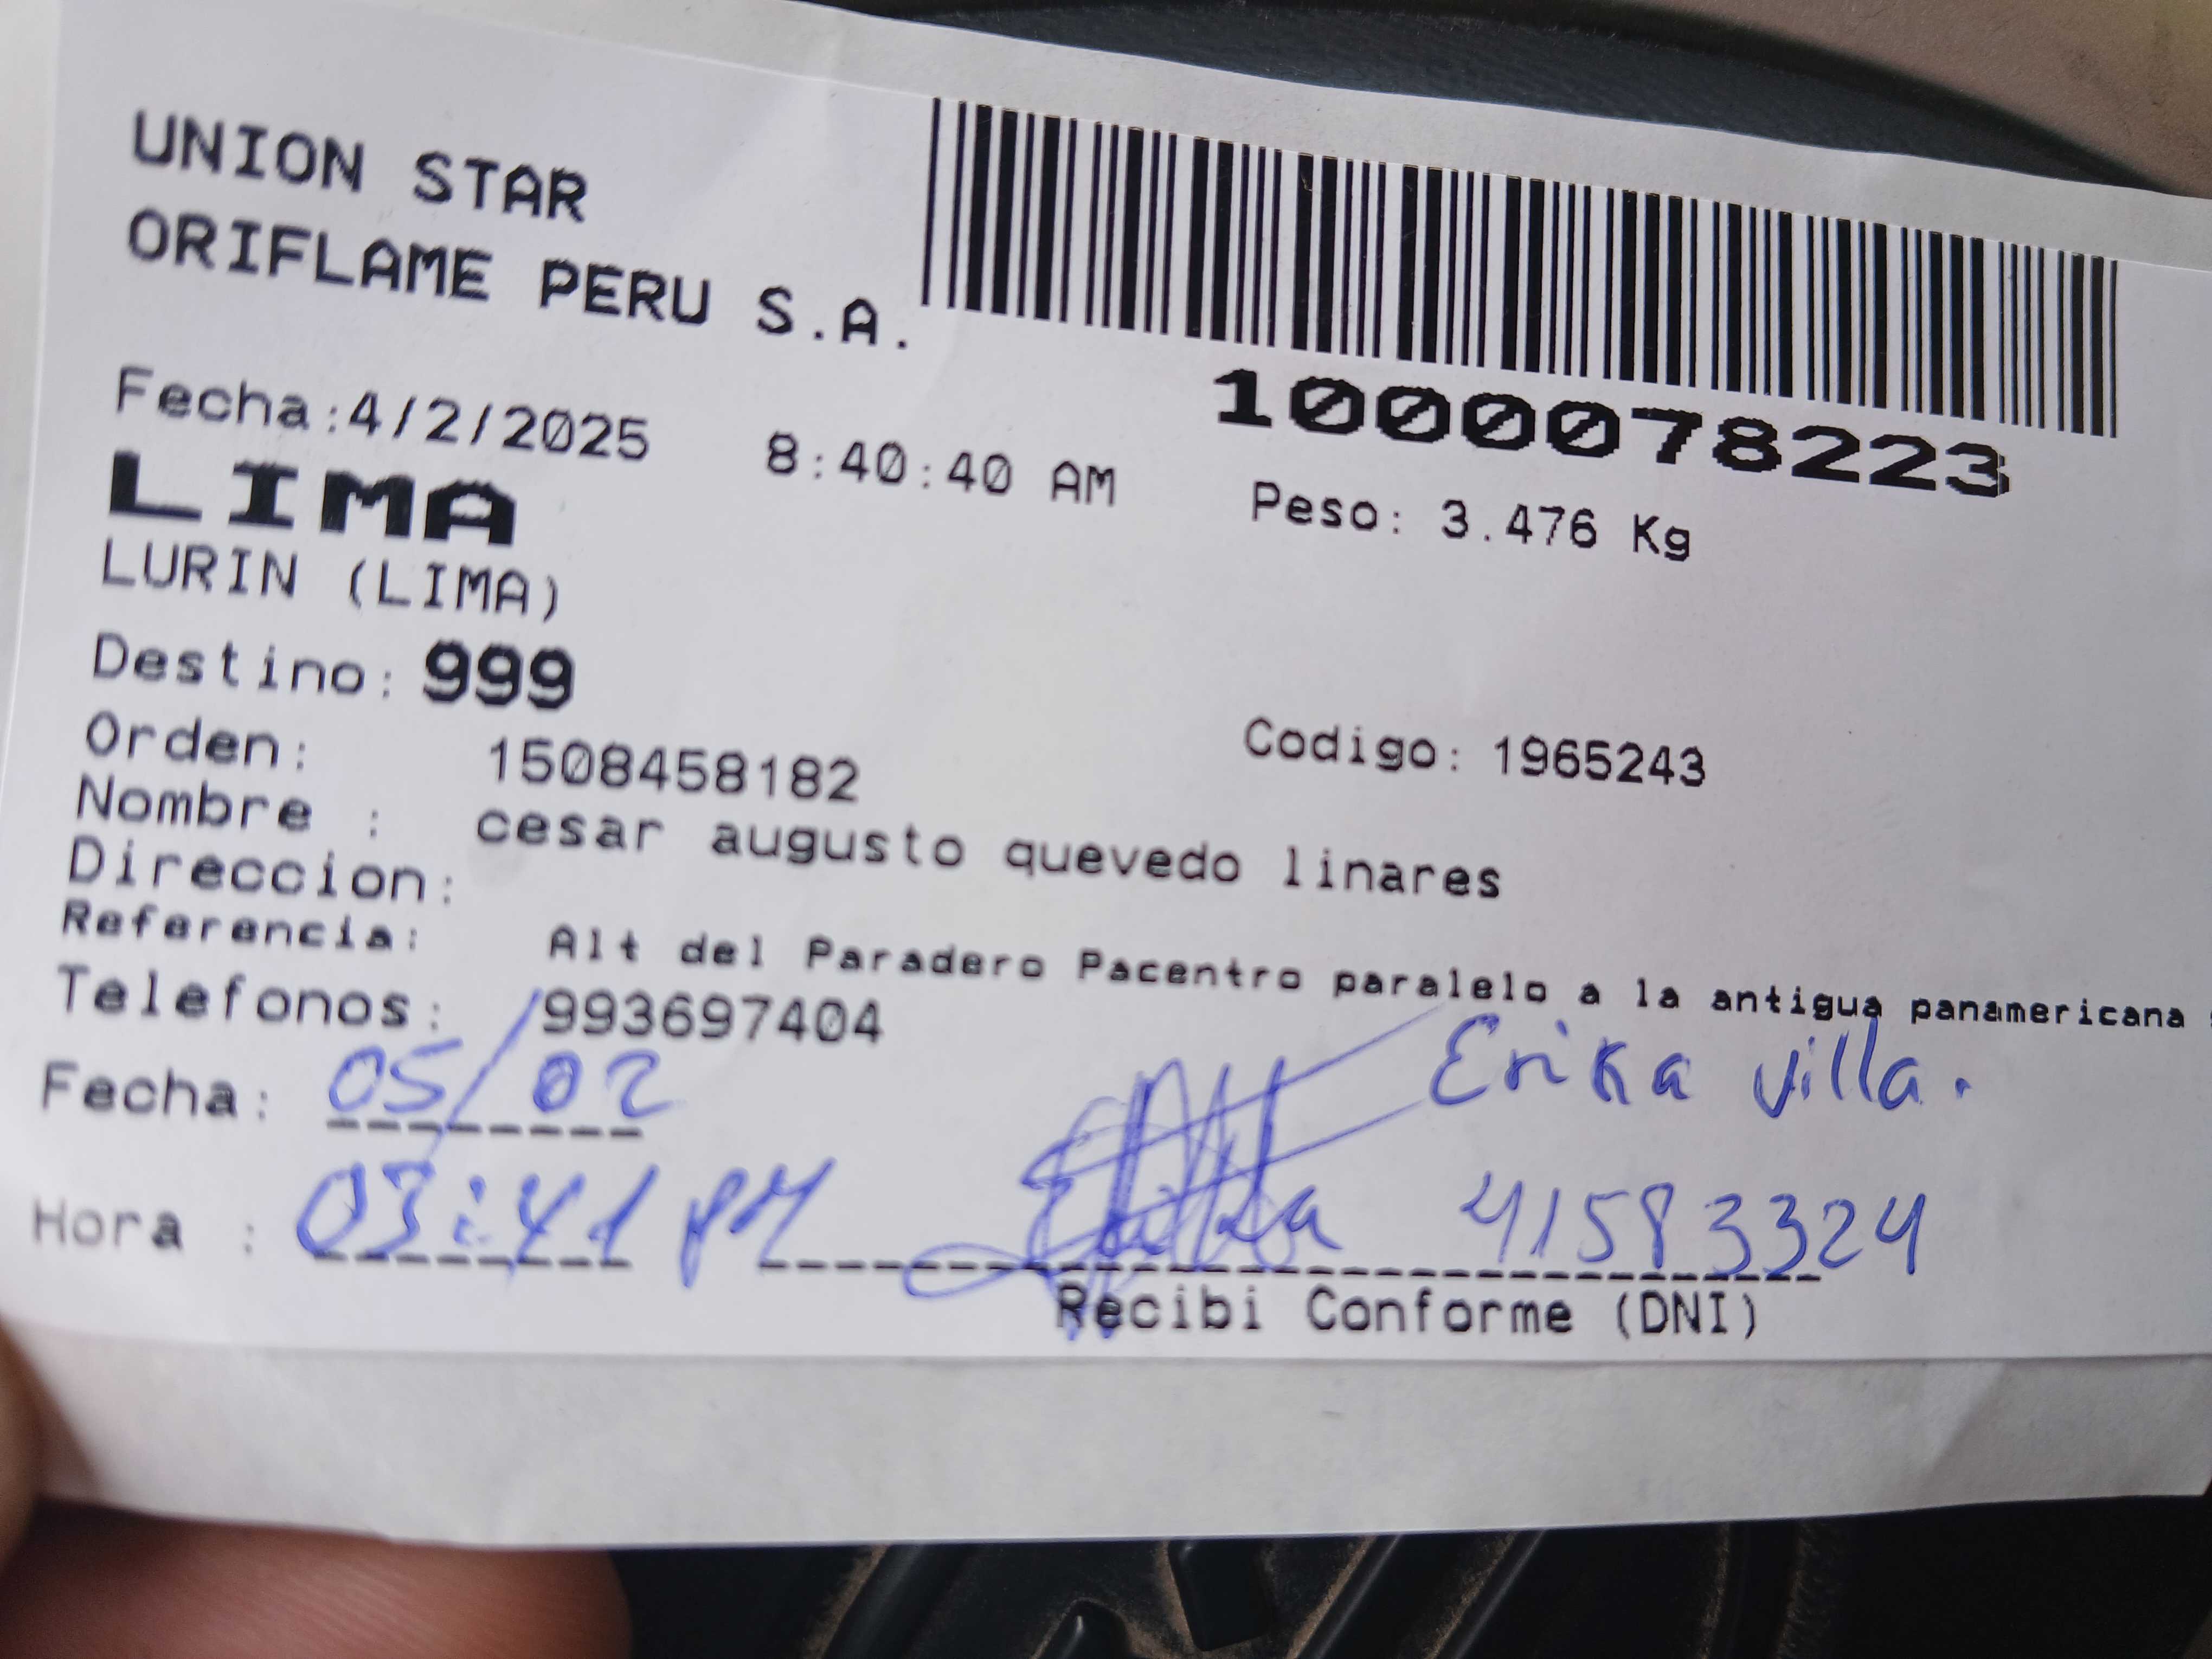 UNION STAR
ORIFLAME PERU S.A.
1000078223
Fecha:4/2/2025 8:40:40 AM
Peso: 3.476 Kg
LIMA
LURIN (LIMA)
Destino: 999
Orden: 1508458182
Codigo: 1965243
Nombre : cesar augusto quevedo linares
Direccion:
Referencia: Alt del Paradero Pacentro paralelo a la antigua panamericana
Telefonos: 993697404
Erika Villa.
Fecha: 05/02
Hora : 03:41 PM
41583324
Recibi Conforme (DNI)